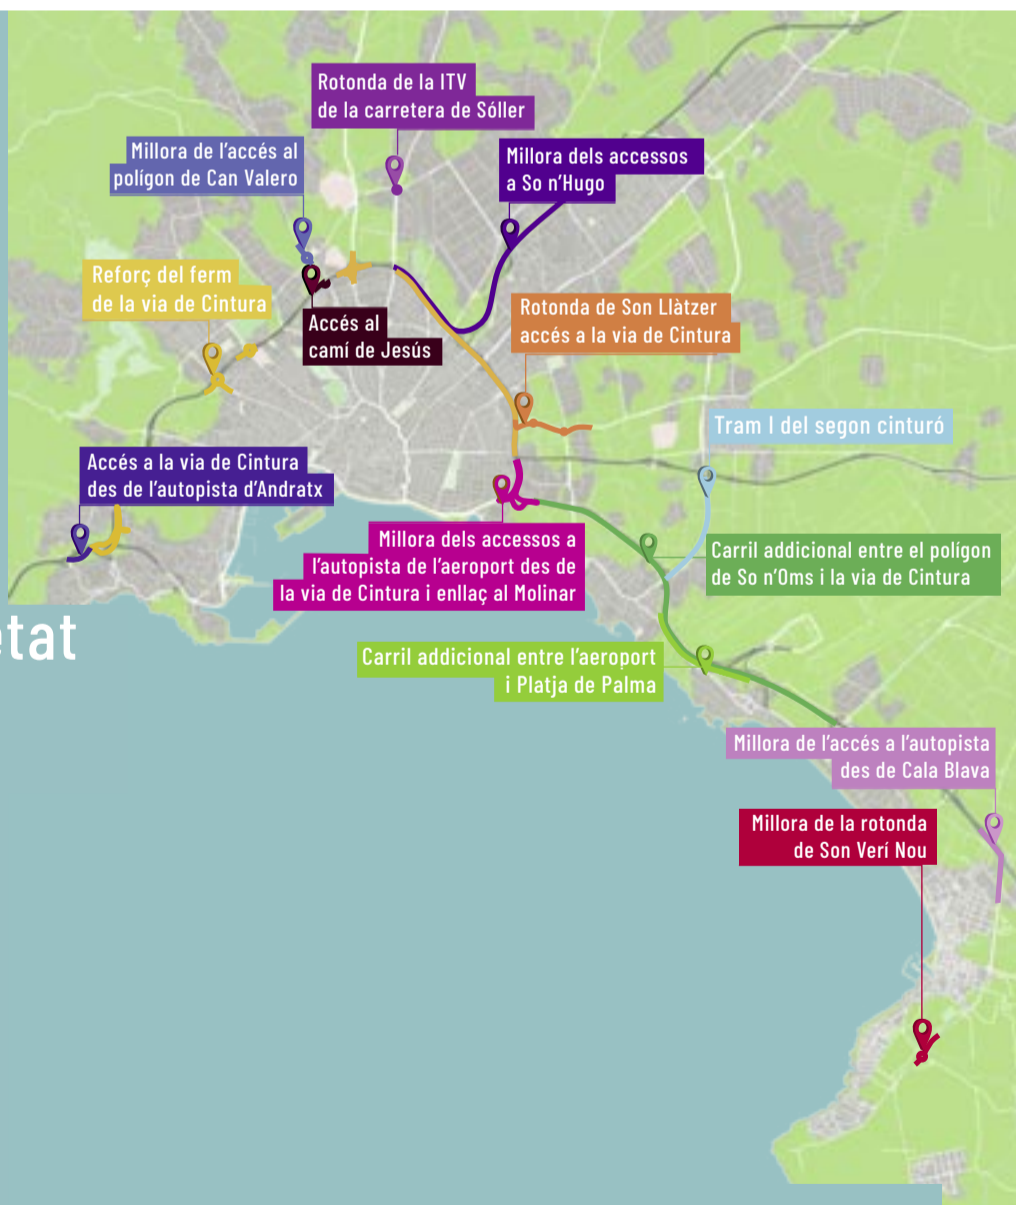 Rotonda de la ITV
de la carretera de Sóller
Millora de l'accés al
polígon de Can Valero
Millora dels accessos
a So n'Hugo
Reforç del ferm
de la via de Cintura
Accés al
camí de Jesús
Rotonda de Son Llàtzer
accés a la via de Cintura
Tram I del segon cinturó
Accés a la via de Cintura
des de l'autopista d'Andratx
Millora dels accessos a
l'autopista de l'aeroport des de
la via de Cintura i enllaç al Molinar
Carril addicional entre el polígon
de So n'Oms i la via de Cintura
Carril addicional entre l'aeroport
i Platja de Palma
Millora de l'accés a l'autopista
des de Cala Blava
Millora de la rotonda
de Son Verí Nou